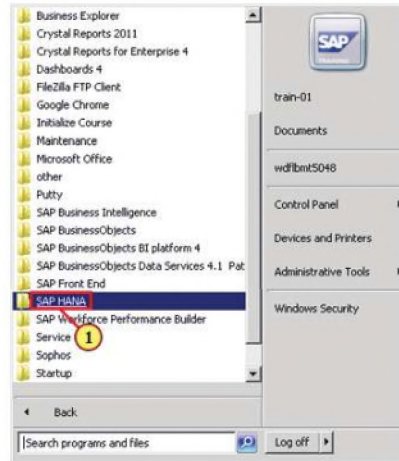 Business Explorer
Crystal Reports 2011
Crystal Reports for Enterprise 4
Dashboards 4
FileZilla FTP Client
Google Chrome
Initialize Course
Maintenance
Microsoft Office
other
Putty
SAP Business Intelligence
SAP BusinessObjects
SAP BusinessObjects BI platform 4
SAP BusinessObjects Data Services 4.1 Pat
SAP Front End
SAP HANA
SAP Workforce Performance Builder
Service
1
Sophos
Startup
Back
Search programs and files
SAP
train-01
Documents
wdflbmt5048
Control Panel
Devices and Printers
Administrative Tools
Windows Security
Log off